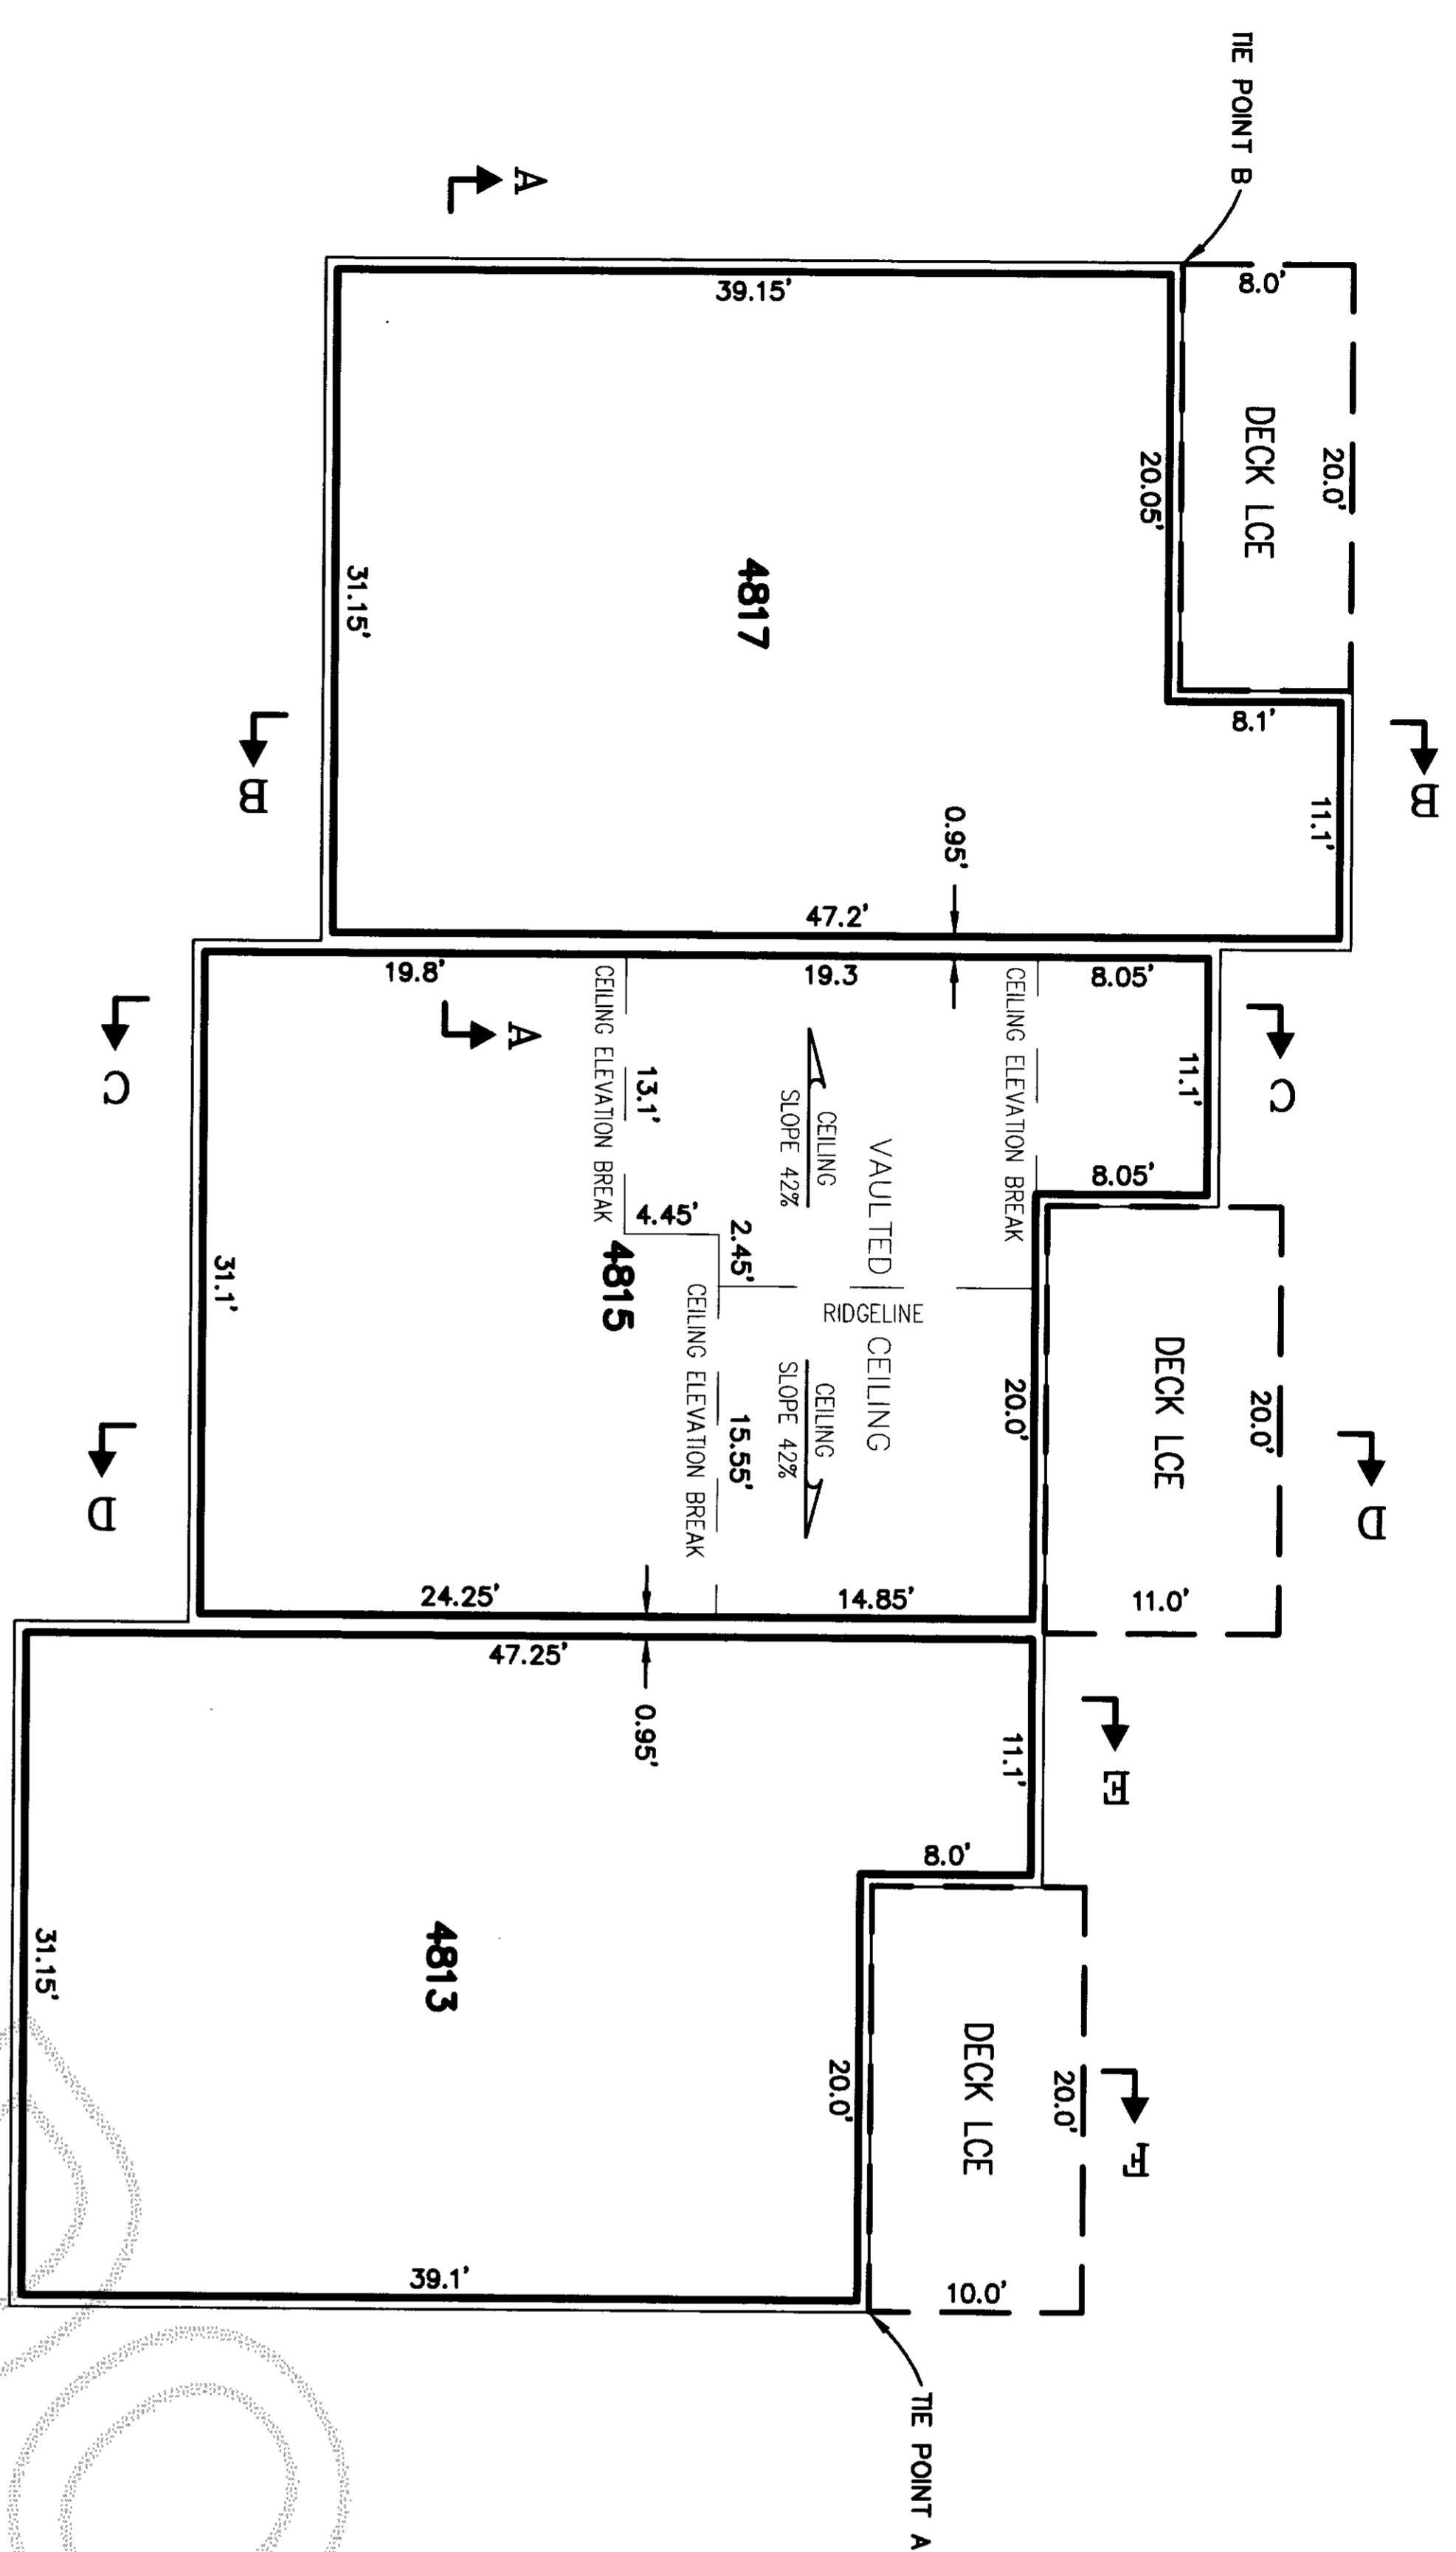 TIE POINT B
A
39.15'
8.0'
DECK LCE
20.0'
20.05'
31.15'
4817
8.1'
11.1'
B
B
0.95'
47.2'
19.8'
19.3
8.05'
CEILING ELEVATION BREAK
CEILING ELEVATION BREAK
A
C
C
13.1'
11.1'
CEILING
SLOPE 42%
VAULTED CEILING
8.05'
4.45'
2.45'
4815
31.1'
RIDGELINE
CEILING ELEVATION BREAK
CEILING
SLOPE 42%
15.55'
20.0'
DECK LCE
20.0'
D
D
24.25'
14.85'
11.0'
47.25'
0.95'
11.1'
E
8.0'
4813
31.15'
20.0'
DECK LCE
20.0'
E
39.1'
10.0'
TIE POINT A